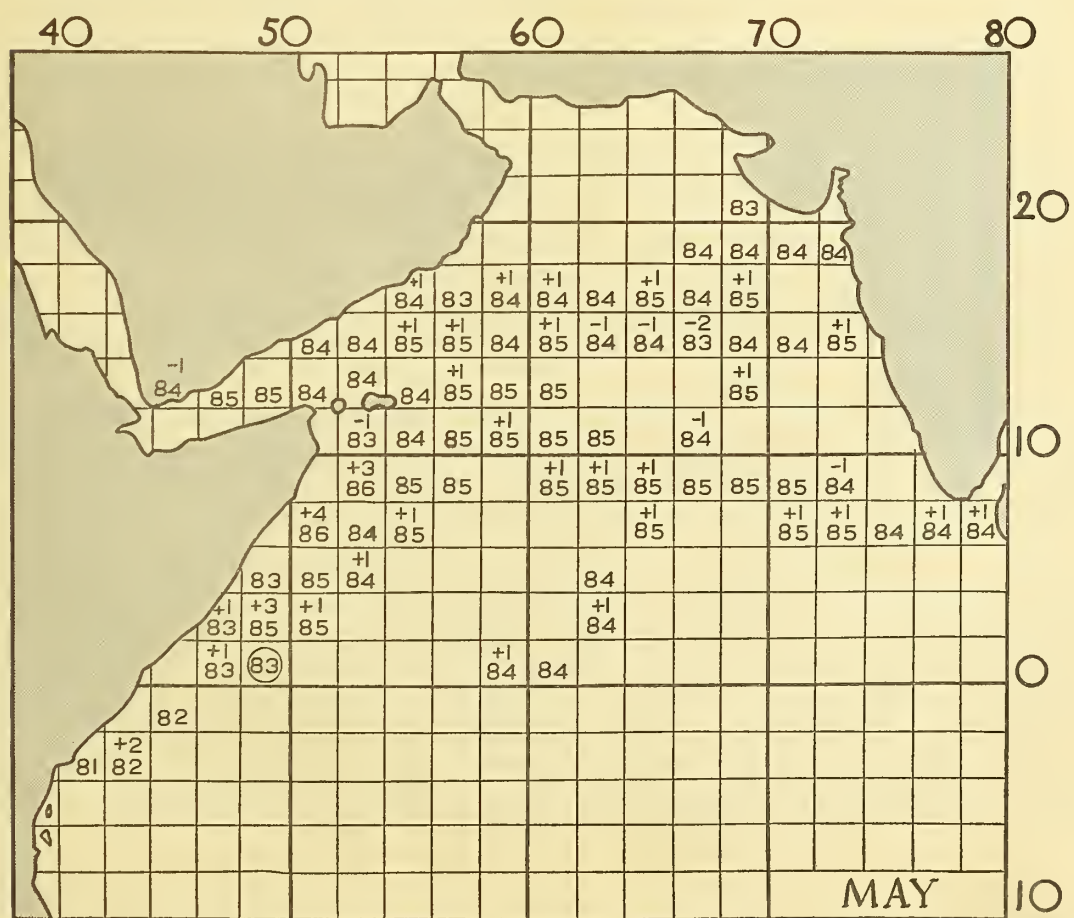 40 50 60 70 80
83
20
84 84 84 84
+1 +1 +1 +1 +1
84 83 84 84 84 85 84 85
+1 +1 +1 -1 -1 -2 +1
84 84 85 85 84 85 84 84 83 84 84 85
-1 +1 +1
84 85 85 84 84 84 85 85 85 85
-1 +1 -1
83 84 85 85 85 85 84
10
+3 +1 +1 +1 -1
86 85 85 85 85 85 85 85 85 84
+4 +1 +1 +1 +1 +1 +1
86 84 85 85 85 85 84 84 84
+1
83 85 84 84
+1 +3 +1 +1
83 85 85 84
+1 +1
83 83 84 84
0
82
+2
81 82
MAY
10